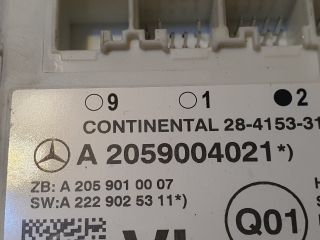 9 1 2
CONTINENTAL 28-4153-31
A 2059004021*)
ZB: A 205 901 00 07
SW: A 222 902 53 11*)
Q01